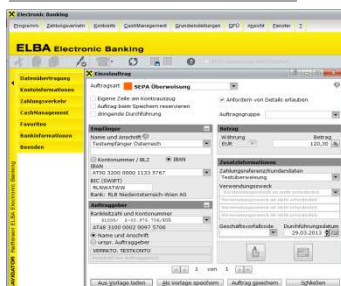 Electronic Banking
Programm Zahlungsverkehr Kontoinfo CashManagement Grundeinstellungen DFÜ Ansicht Fenster ?
ELBA Electronic Banking
Datenübertragung
Kontoinformationen
Zahlungsverkehr
CashManagement
Favoriten
Bankinformationen
Beenden
Einzelauftrag
Auftragsart SEPA Überweisung
Eigene Zeile am Kontoauszug
Auftrag beim Speichern reservieren
dringende Durchführung
Anfordern von Details erlauben
Auftragsgruppe
Empfänger
Name und Anschrift
Testempfänger Österreich
Kontonummer / BLZ IBAN
IBAN
AT30 3200 0000 1133 5767
BIC (SWIFT)
RLNWATWW
Bank: RLB Niederösterreich-Wien AG
Betrag
Währung Betrag
EUR 120,30
Zusatzinformationen
Zahlungsreferenz/Kundendaten
Testüberweisung
Verwendungszweck
Auftraggeber
Bankleitzahl und Kontonummer
Name und Anschrift
urspr. Auftraggeber
VERRKTO. TESTKONTO
Geschäftsvorfallscode Durchführungsdatum
29.03.2013
1 von 1
Aus Vorlage laden Als Vorlage speichern Auftrag speichern Schließen